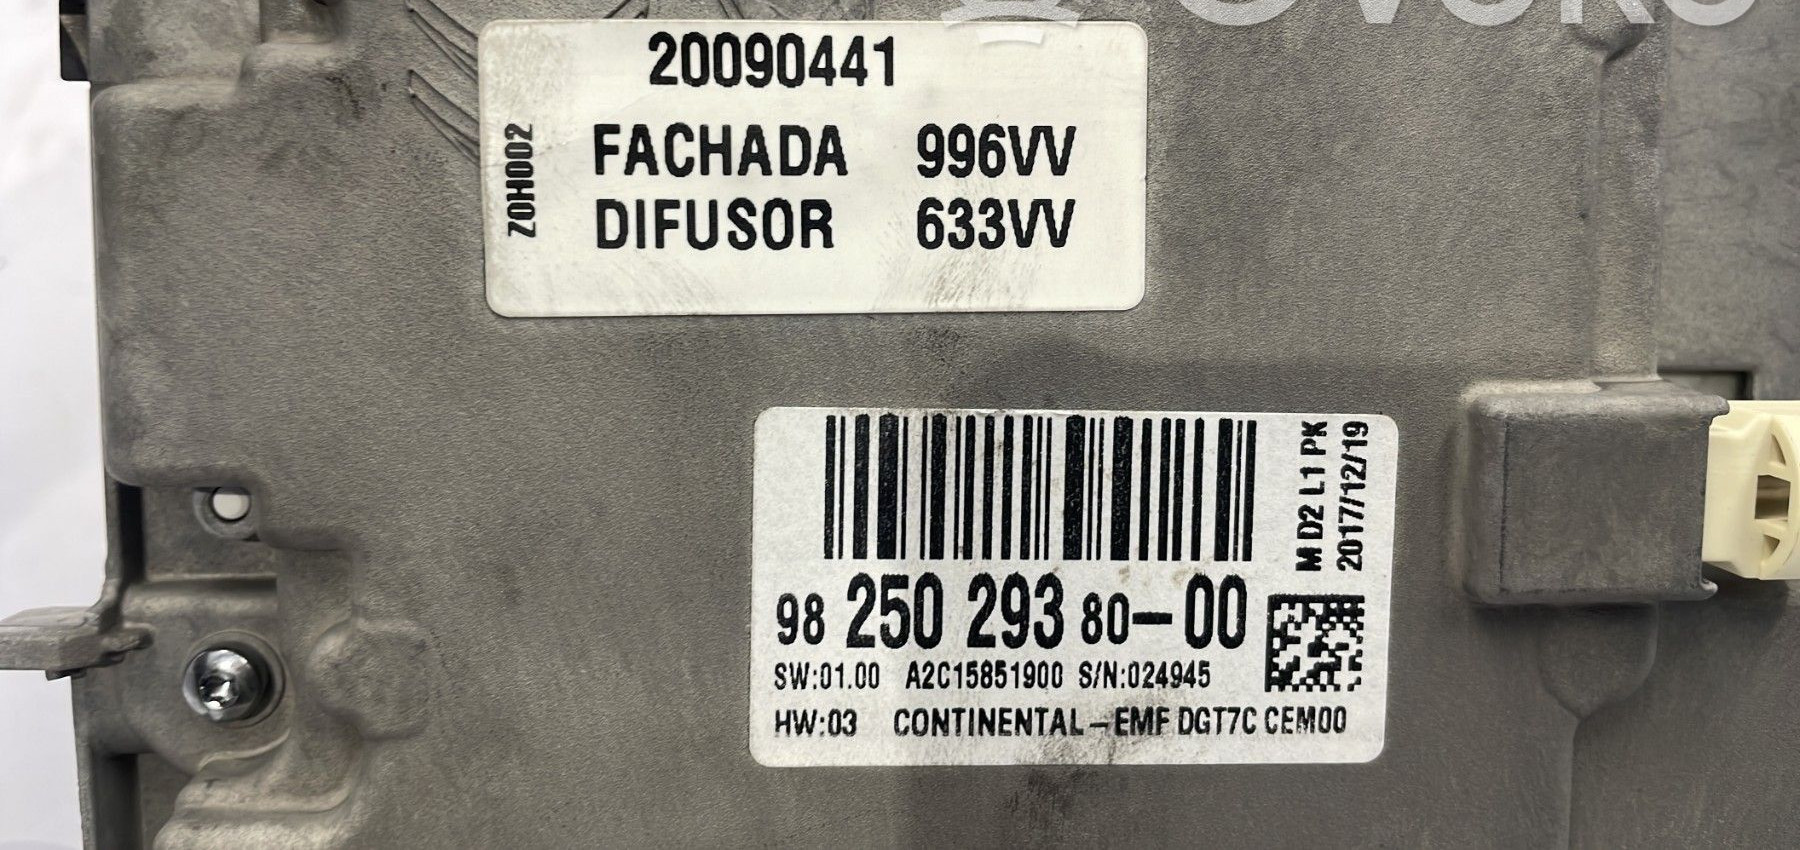 20090441
Z0H002
FACHADA 996VV
DIFUSOR 633VV
M D2 L1 PK
2017/12/19
98 250 293 80-00
SW:01.00 A2C15851900 S/N:024945
HW:03 CONTINENTAL-EMF DGT7C CEM00